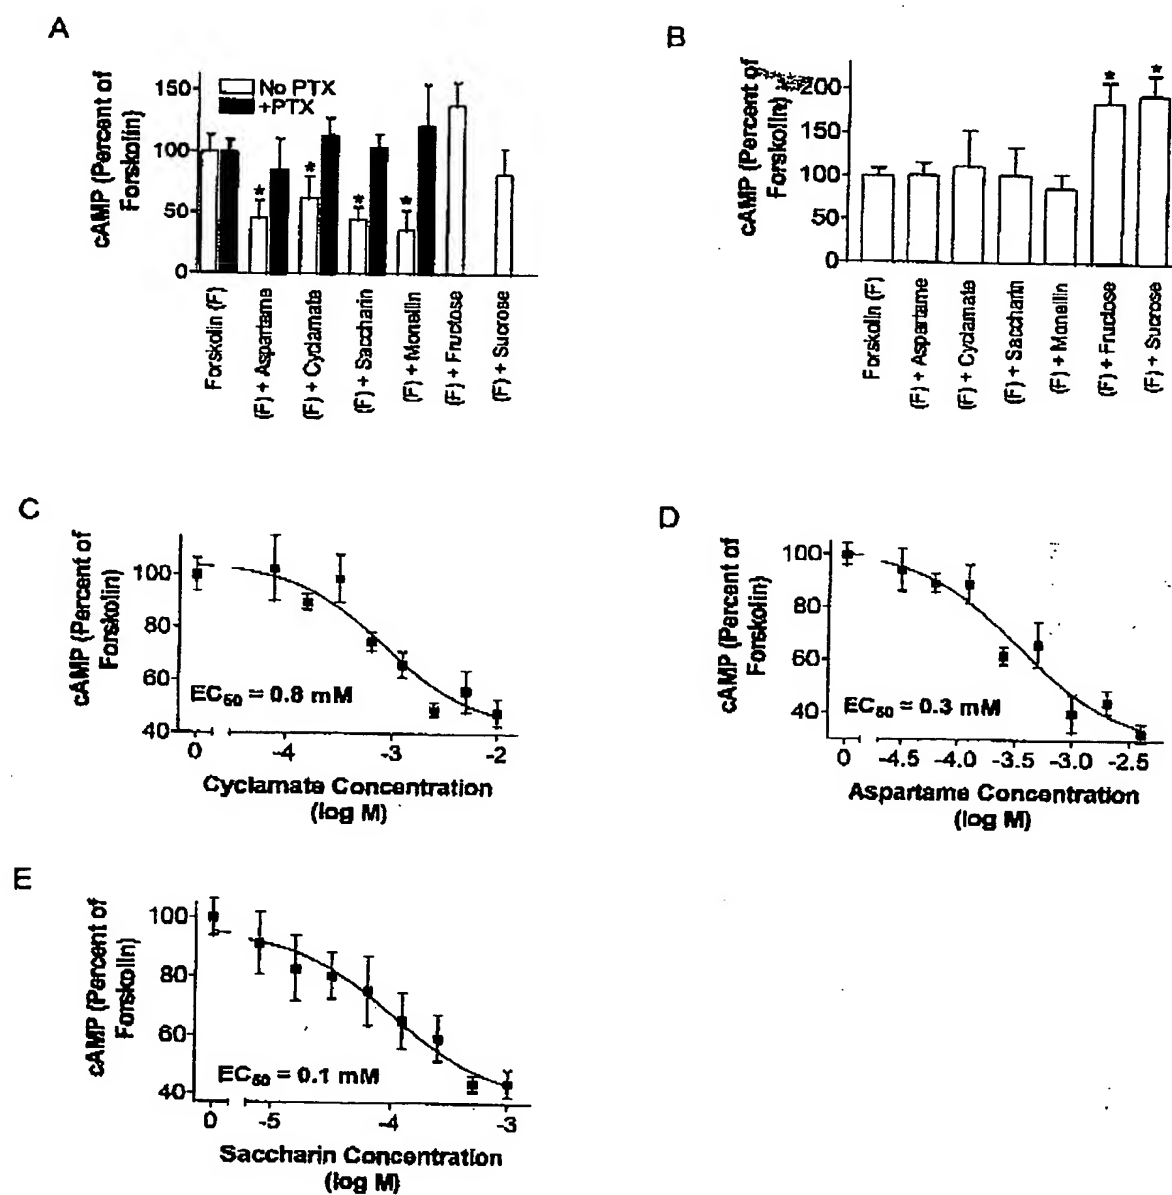 A
cAMP (Percent of
Forskolin)
150
100
50
0
No PTX
+PTX
*
*
*
*
Forskolin (F)
(F) + Aspartame
(F) + Cyclamate
(F) + Saccharin
(F) + Monellin
(F) + Fructose
(F) + Sucrose
B
cAMP (Percent of
Forskolin)
200
150
100
50
0
*
*
Forskolin (F)
(F) + Aspartame
(F) + Cyclamate
(F) + Saccharin
(F) + Monellin
(F) + Fructose
(F) + Sucrose
C
cAMP (Percent of
Forskolin)
100
80
60
40
EC50 = 0.8 mM
0 -4 -3 -2
Cyclamate Concentration
(log M)
D
cAMP (Percent of
Forskolin)
100
80
60
40
EC50 = 0.3 mM
0 -4.5 -4.0 -3.5 -3.0 -2.5
Aspartame Concentration
(log M)
E
cAMP (Percent of
Forskolin)
100
80
60
40
EC50 = 0.1 mM
0 -5 -4 -3
Saccharin Concentration
(log M)